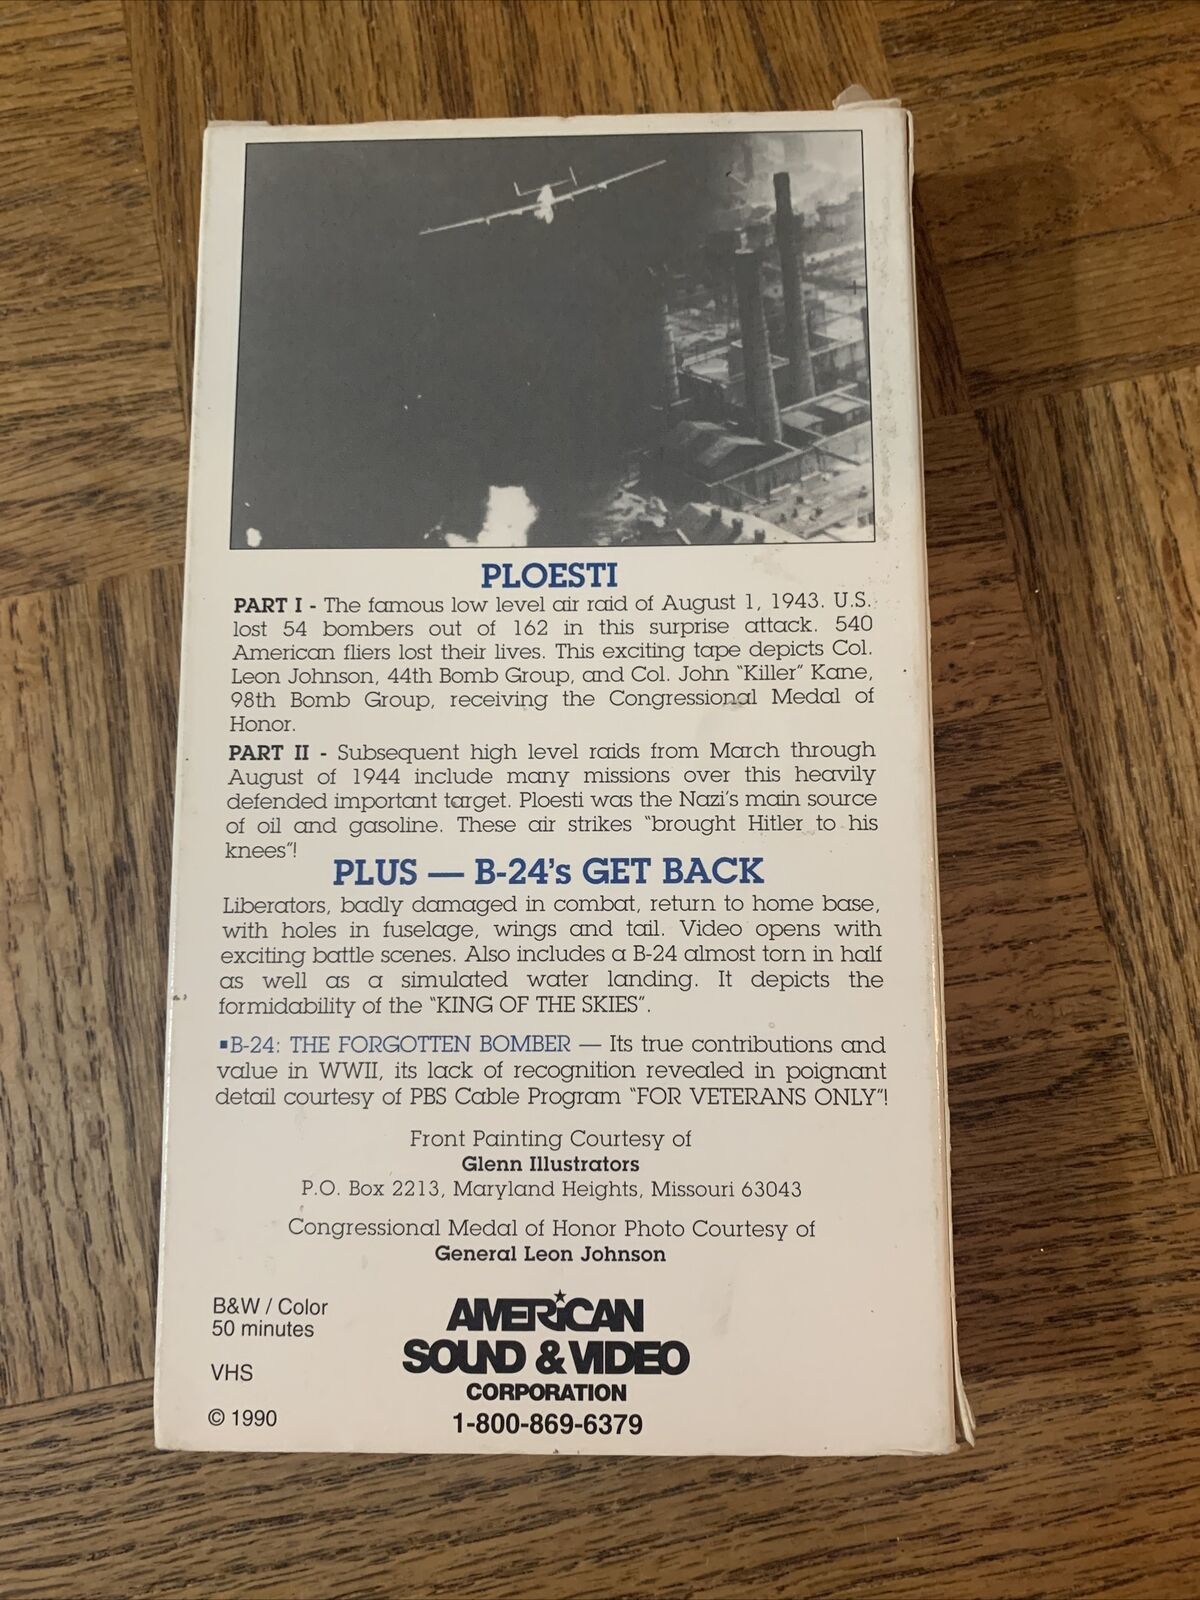 PLOESTI
PART I - The famous low level air raid of August 1, 1943. U.S.
lost 54 bombers out of 162 in this surprise attack. 540
American fliers lost their lives. This exciting tape depicts Col.
Leon Johnson, 44th Bomb Group, and Col. John "Killer" Kane,
98th Bomb Group, receiving the Congressional Medal of
Honor.
PART II - Subsequent high level raids from March through
August of 1944 include many missions over this heavily
defended important target. Ploesti was the Nazi's main source
of oil and gasoline. These air strikes "brought Hitler to his
knees"!
PLUS — B-24's GET BACK
Liberators, badly damaged in combat, return to home base,
with holes in fuselage, wings and tail. Video opens with
exciting battle scenes. Also includes a B-24 almost torn in half
as well as a simulated water landing. It depicts the
formidability of the "KING OF THE SKIES".
▪B-24: THE FORGOTTEN BOMBER — Its true contributions and
value in WWII, its lack of recognition revealed in poignant
detail courtesy of PBS Cable Program "FOR VETERANS ONLY"!
Front Painting Courtesy of
Glenn Illustrators
P.O. Box 2213, Maryland Heights, Missouri 63043
Congressional Medal of Honor Photo Courtesy of
General Leon Johnson
B&W / Color
50 minutes
VHS
© 1990
AMERICAN
SOUND & VIDEO
CORPORATION
1-800-869-6379